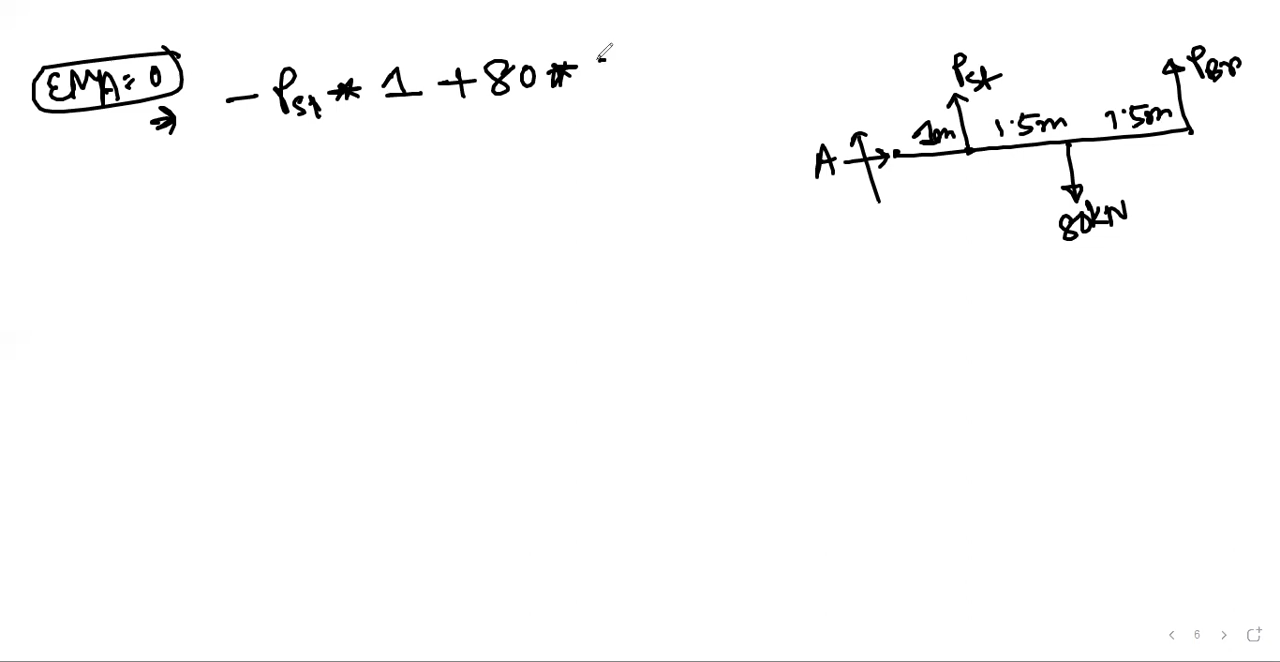 ΣMA=0 → - Pst * 1 + 80 *
Pst
PBr
A
1m
1.5m
1.5m
80kN
6